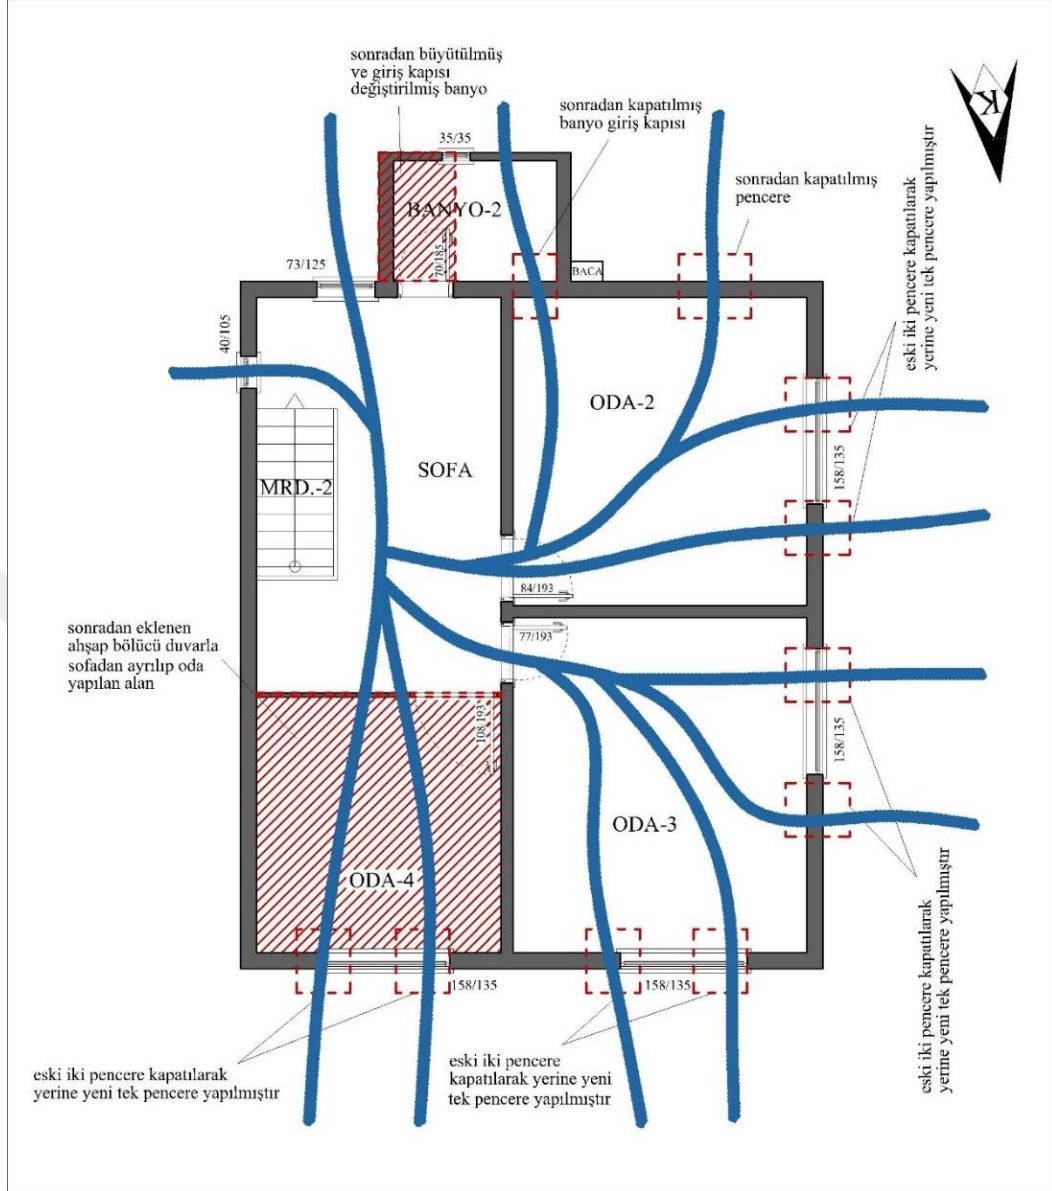 sonradan büyütülmüş
ve giriş kapısı
değiştirilmiş banyo
sonradan kapatılmış
banyo giriş kapısı
K
35/35
sonradan kapatılmış
pencere
eski iki pencere kapatılarak
yerine yeni tek pencere yapılmıştır
BANYO-2
70/185
73/125
BACA
40/105
ODA-2
SOFA
158/135
MRD.-2
84/193
77/193
sonradan eklenen
ahşap bölücü duvarla
sofadan ayrılıp oda
yapılan alan
108/193
158/135
ODA-3
ODA-4
158/135
158/135
eski iki pencere kapatılarak
yerine yeni tek pencere yapılmıştır
eski iki pencere
kapatılarak yerine yeni
tek pencere yapılmıştır
eski iki pencere kapatılarak
yerine yeni tek pencere yapılmıştır